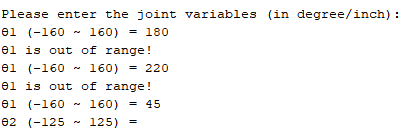 Please enter the joint variables (in degree/inch):
θ1 (-160 ~ 160) = 180
θ1 is out of range!
θ1 (-160 ~ 160) = 220
θ1 is out of range!
θ1 (-160 ~ 160) = 45
θ2 (-125 ~ 125) =